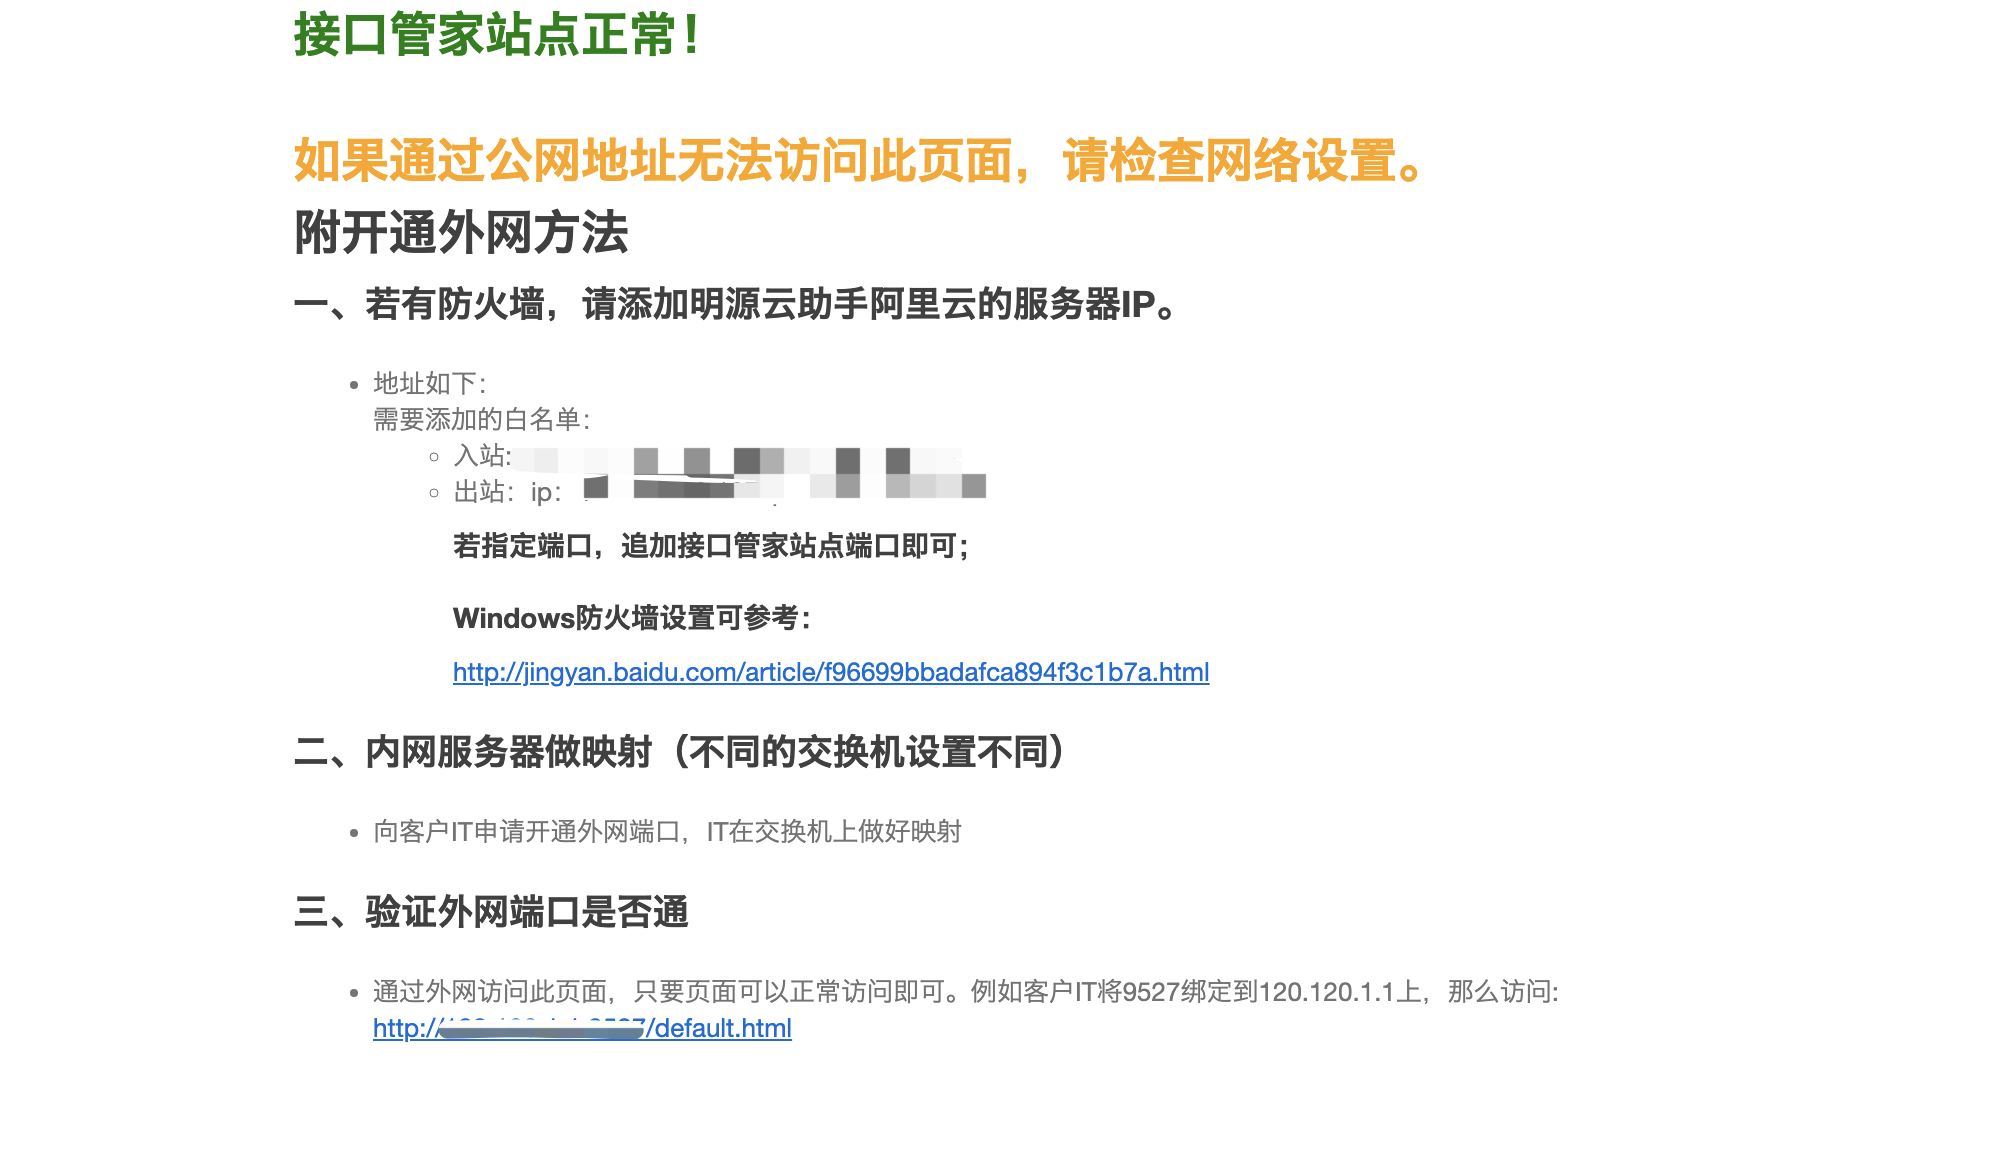 接口管家站点正常！
如果通过公网地址无法访问此页面，请检查网络设置。
附开通外网方法
一、若有防火墙，请添加明源云助手阿里云的服务器IP。
地址如下：
需要添加的白名单：
入站:
出站：ip：
若指定端口，追加接口管家站点端口即可；
Windows防火墙设置可参考：
http://jingyan.baidu.com/article/f96699bbadafca894f3c1b7a.html
二、内网服务器做映射（不同的交换机设置不同）
向客户IT申请开通外网端口，IT在交换机上做好映射
三、验证外网端口是否通
通过外网访问此页面，只要页面可以正常访问即可。例如客户IT将9527绑定到120.120.1.1上，那么访问:
http:///default.html